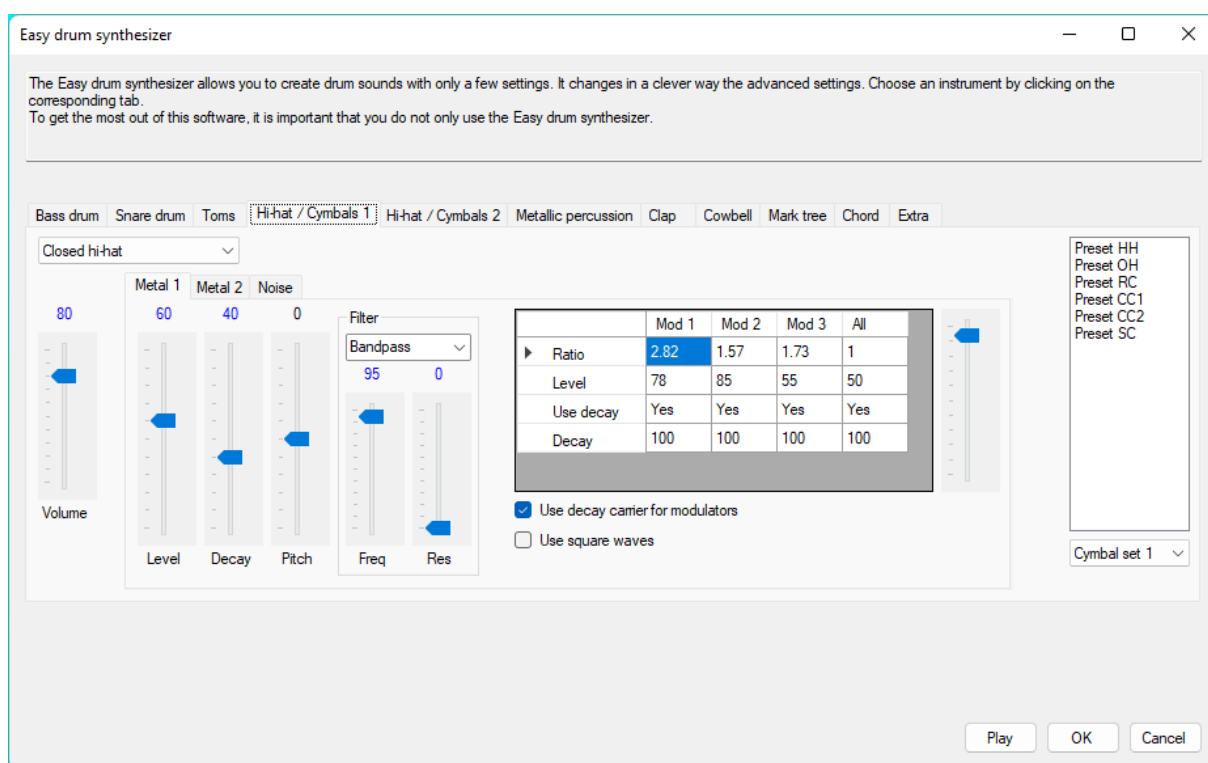 Easy drum synthesizer
The Easy drum synthesizer allows you to create drum sounds with only a few settings. It changes in a clever way the advanced settings. Choose an instrument by clicking on the
corresponding tab.
To get the most out of this software, it is important that you do not only use the Easy drum synthesizer.
Bass drum Snare drum Toms Hi-hat / Cymbals 1 Hi-hat / Cymbals 2 Metallic percussion Clap Cowbell Mark tree Chord Extra
Closed hi-hat
Metal 1 Metal 2 Noise
80
Volume
60 40 0
Level Decay Pitch
Filter
Bandpass
95 0
Freq Res
Mod 1 Mod 2 Mod 3 All
Ratio 2.82 1.57 1.73 1
Level 78 85 55 50
Use decay Yes Yes Yes Yes
Decay 100 100 100 100
Use decay carrier for modulators
Use square waves
Preset HH
Preset OH
Preset RC
Preset CC1
Preset CC2
Preset SC
Cymbal set 1
Play OK Cancel